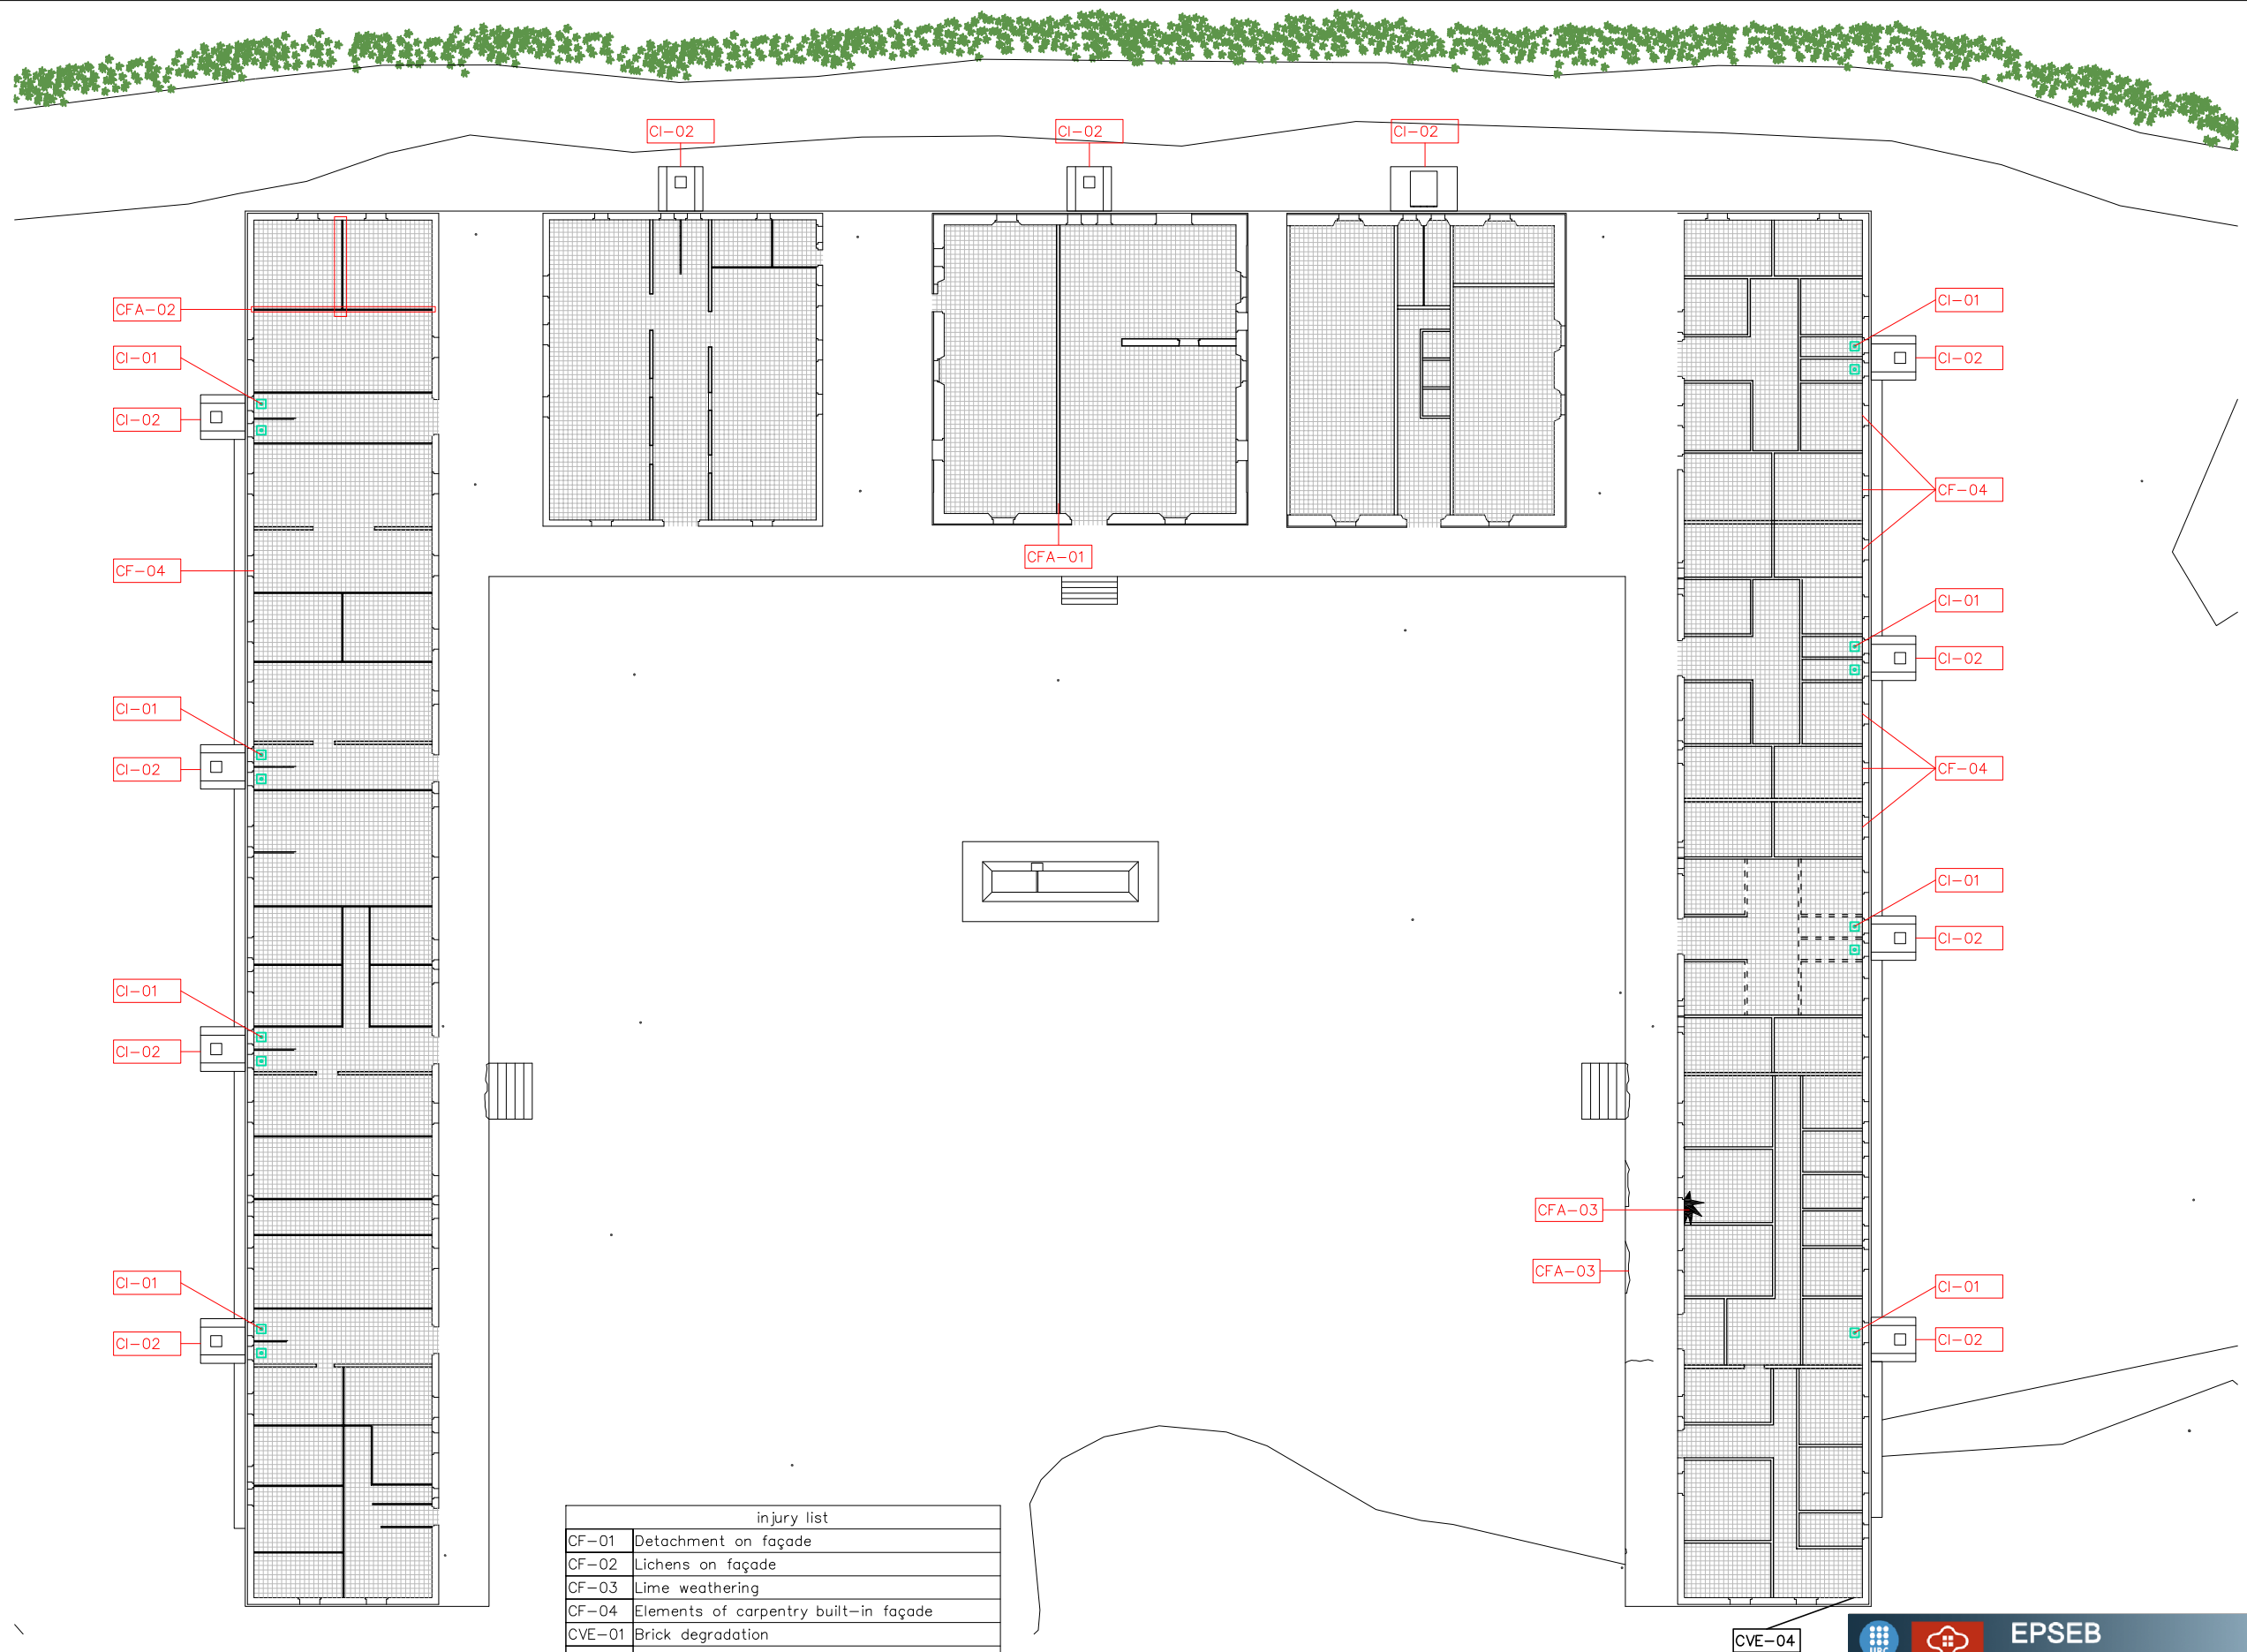 CI-02 CI-02 CI-02
CFA-02
CI-01
CI-01
CI-02
CI-02
CF-04
CFA-01
CF-04
CI-01
CI-02
CI-01
CI-02
CF-04
CI-01
CI-02
CI-01
CI-02
CFA-03
CFA-03
CI-01
CI-02
CI-01
CI-02
injury list
CF-01 Detachment on façade
CF-02 Lichens on façade
CF-03 Lime weathering
CF-04 Elements of carpentry built-in façade
CVE-01 Brick degradation
CVE-04
EPSEB